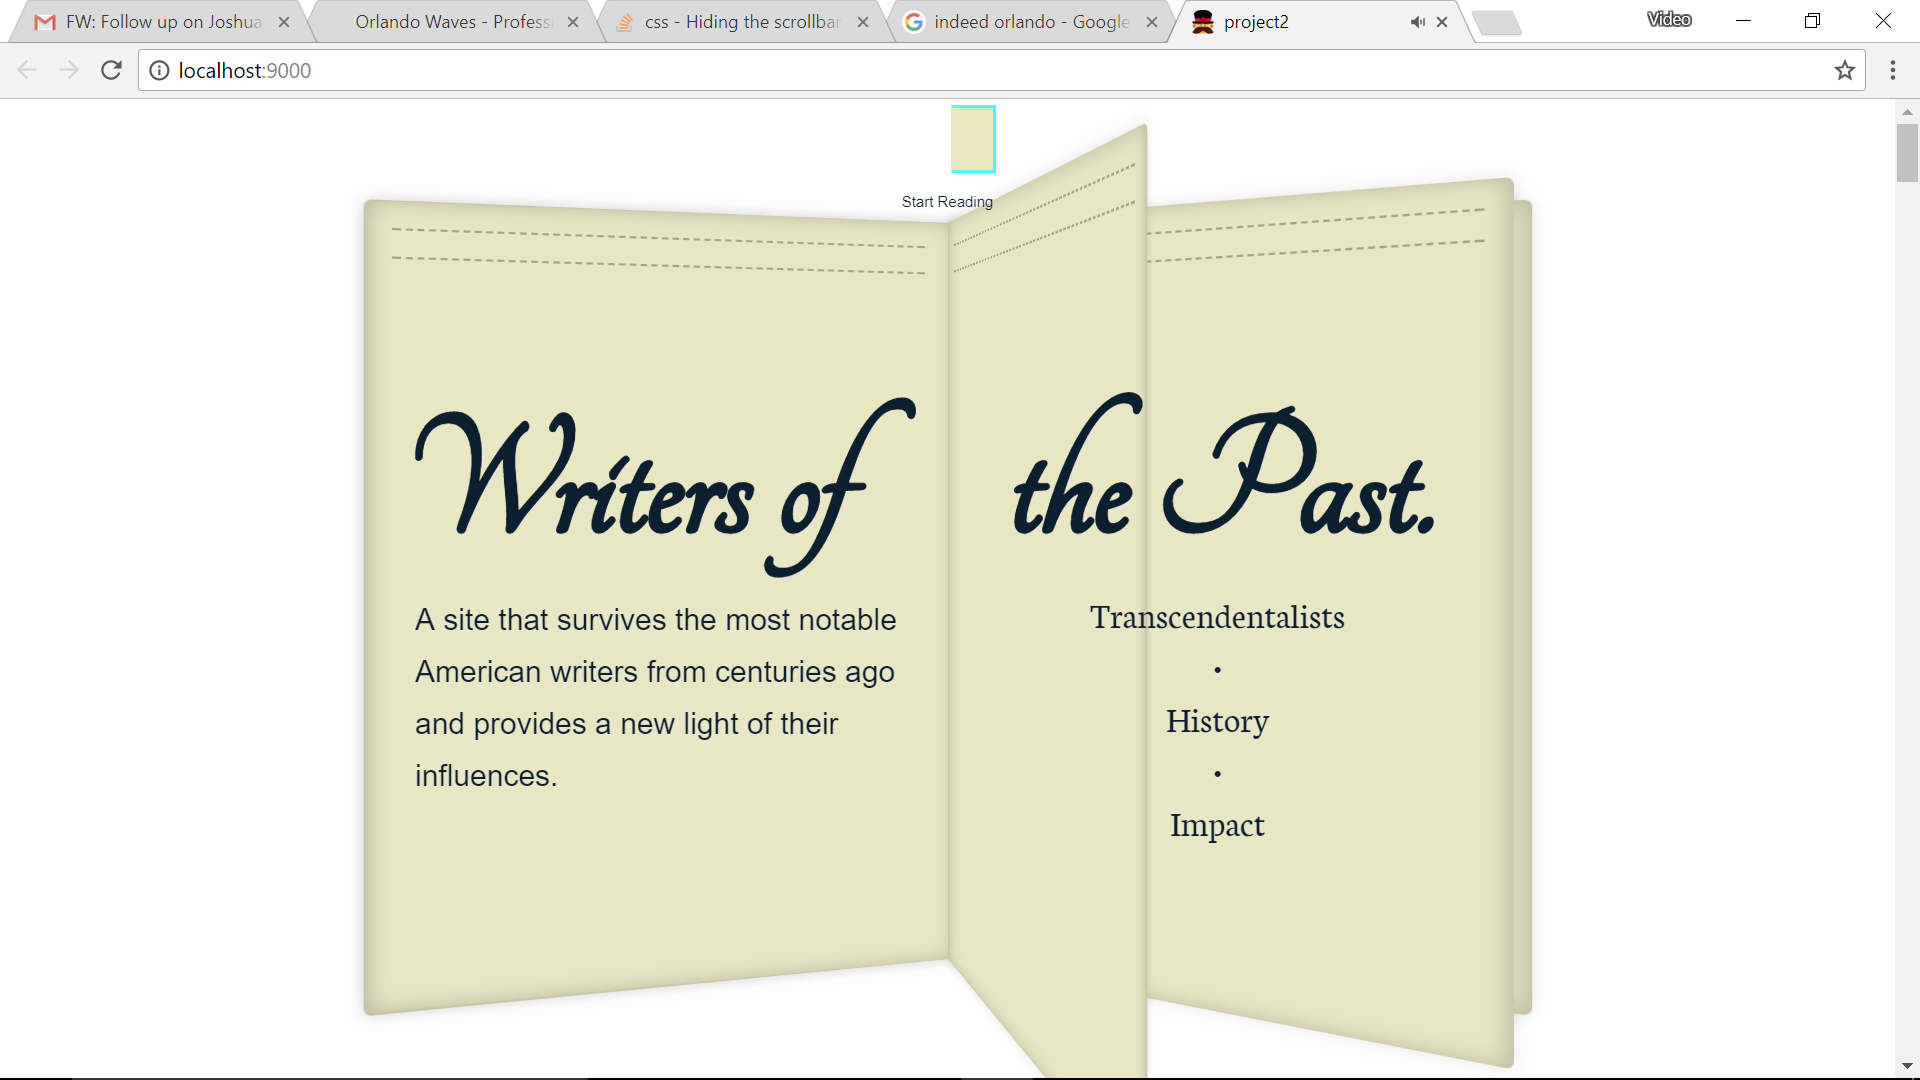 FW: Follow up on Joshua
Orlando Waves - Profess
css - Hiding the scrollbar
indeed orlando - Google
project2
Video
localhost:9000
Start Reading
Writers of the Past.
A site that survives the most notable
American writers from centuries ago
and provides a new light of their
influences.
Transcendentalists
•
History
•
Impact